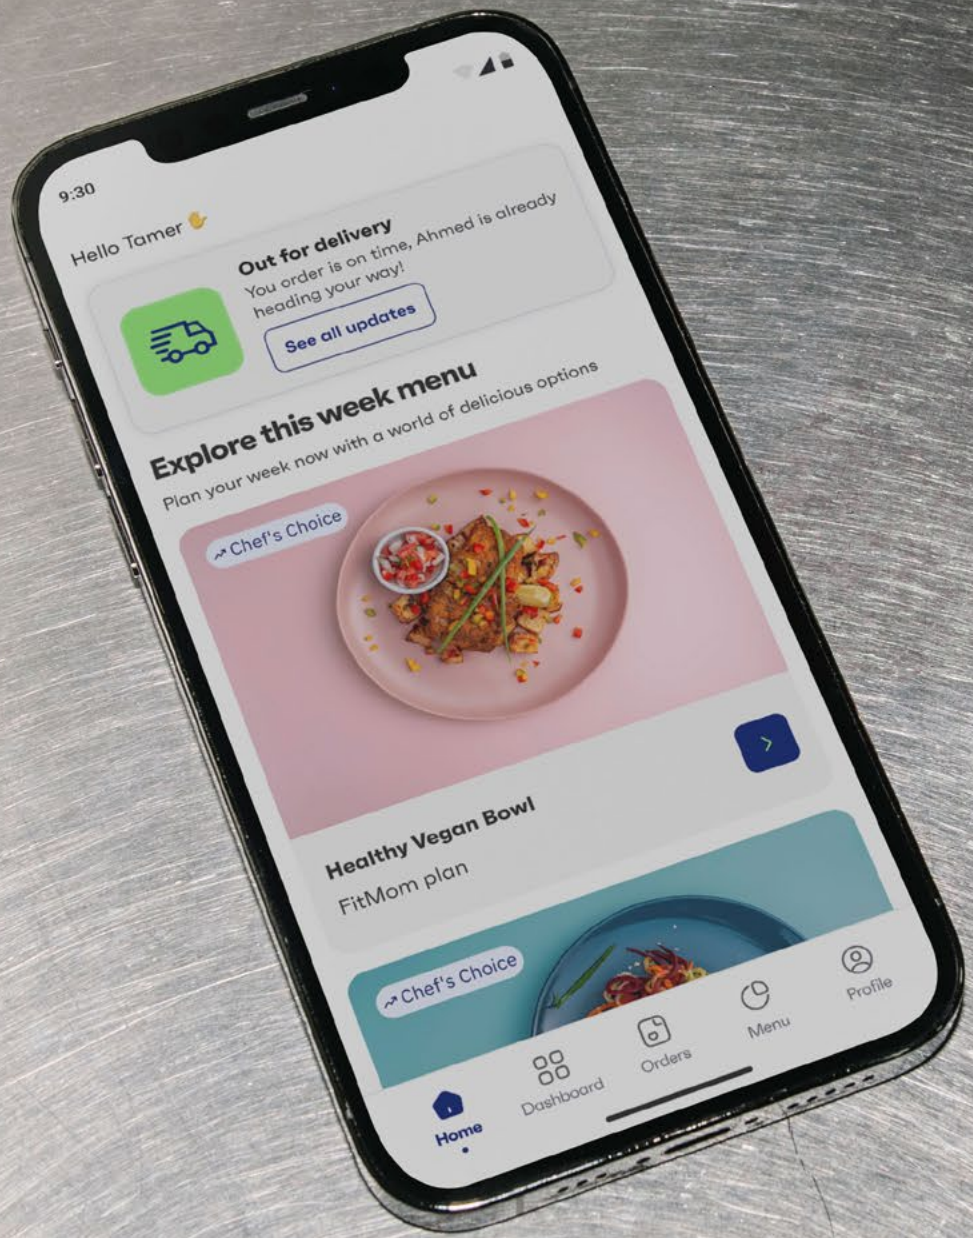 9:30
Hello Tamer
Out for delivery
You order is on time, Ahmed is already
heading your way!
See all updates
Explore this week menu
Plan your week now with a world of delicious options
Chef's Choice
Healthy Vegan Bowl
FitMom plan
Chef's Choice
Home
Dashboard
Orders
Menu
Profile